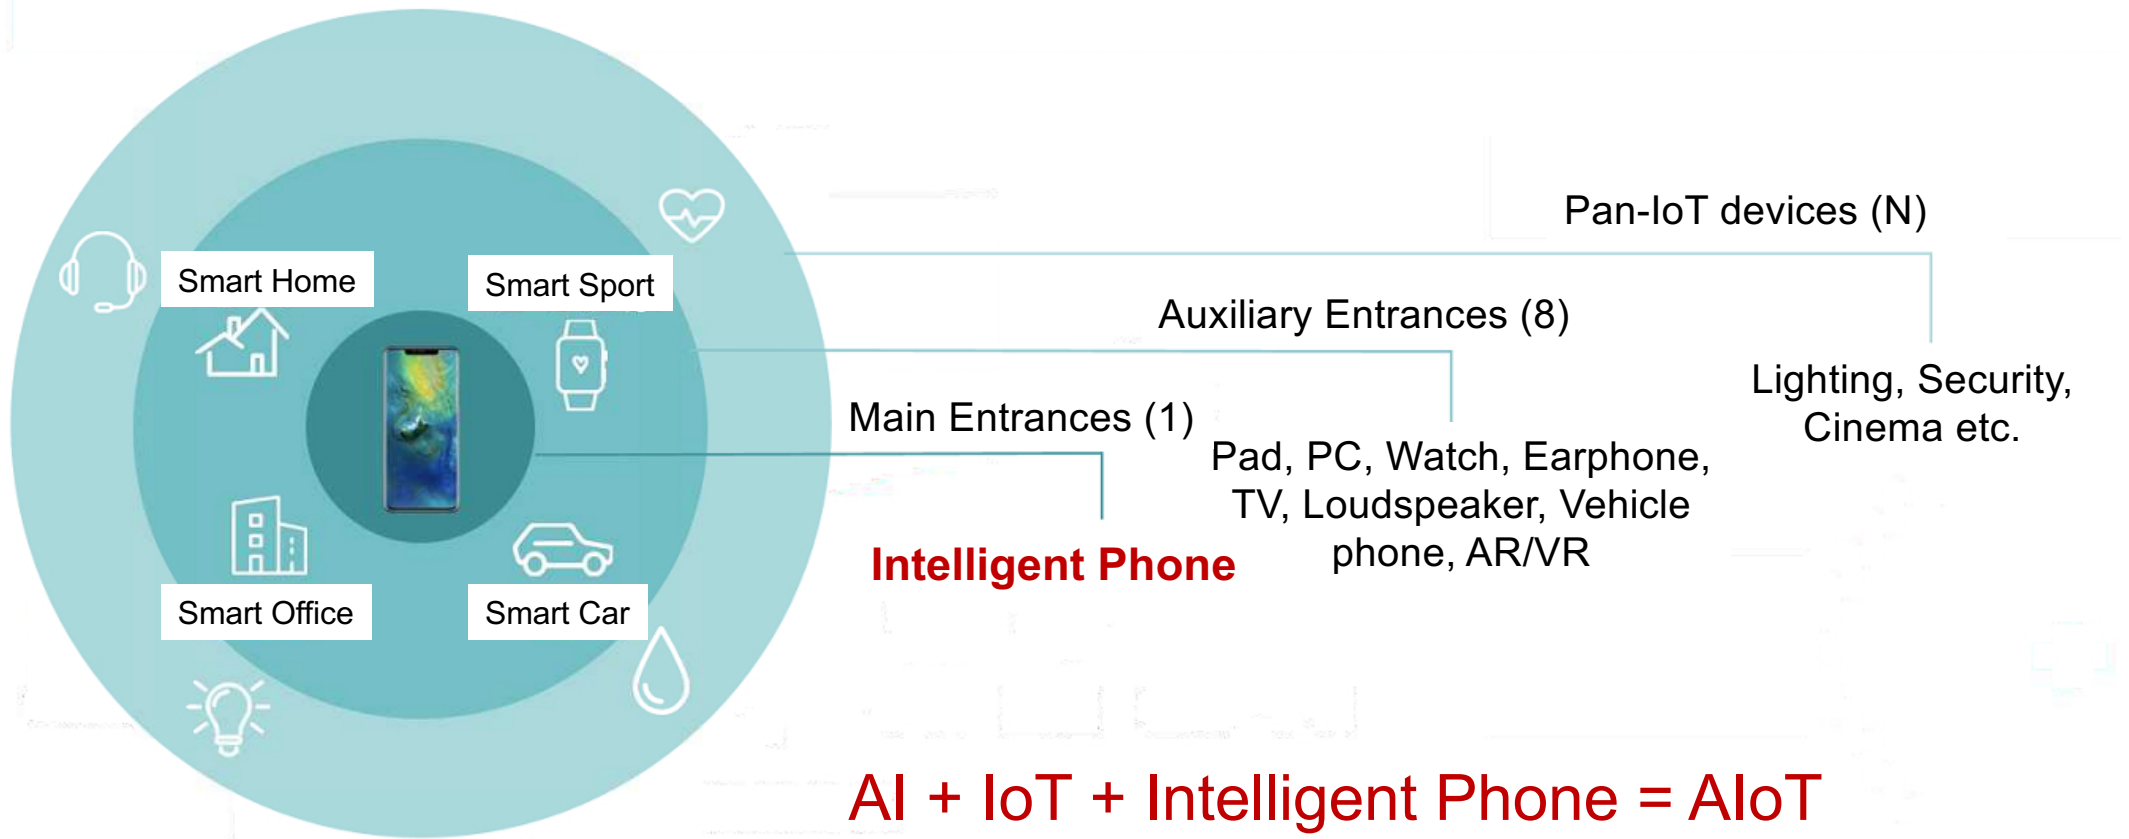 Pan-IoT devices (N)
Smart Home
Smart Sport
Auxiliary Entrances (8)
Lighting, Security,
Cinema etc.
Main Entrances (1)
Pad, PC, Watch, Earphone,
TV, Loudspeaker, Vehicle
phone, AR/VR
Intelligent Phone
Smart Office
Smart Car
AI + IoT + Intelligent Phone = AIoT